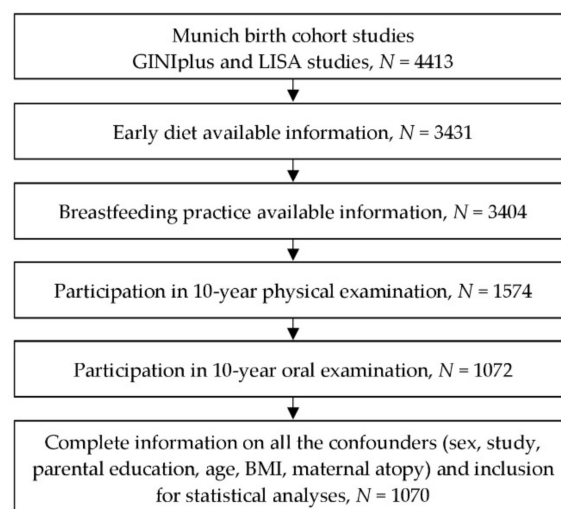 Munich birth cohort studies
GINIplus and LISA studies, N = 4413
Early diet available information, N = 3431
Breastfeeding practice available information, N = 3404
Participation in 10-year physical examination, N = 1574
Participation in 10-year oral examination, N = 1072
Complete information on all the confounders (sex, study,
parental education, age, BMI, maternal atopy) and inclusion
for statistical analyses, N = 1070